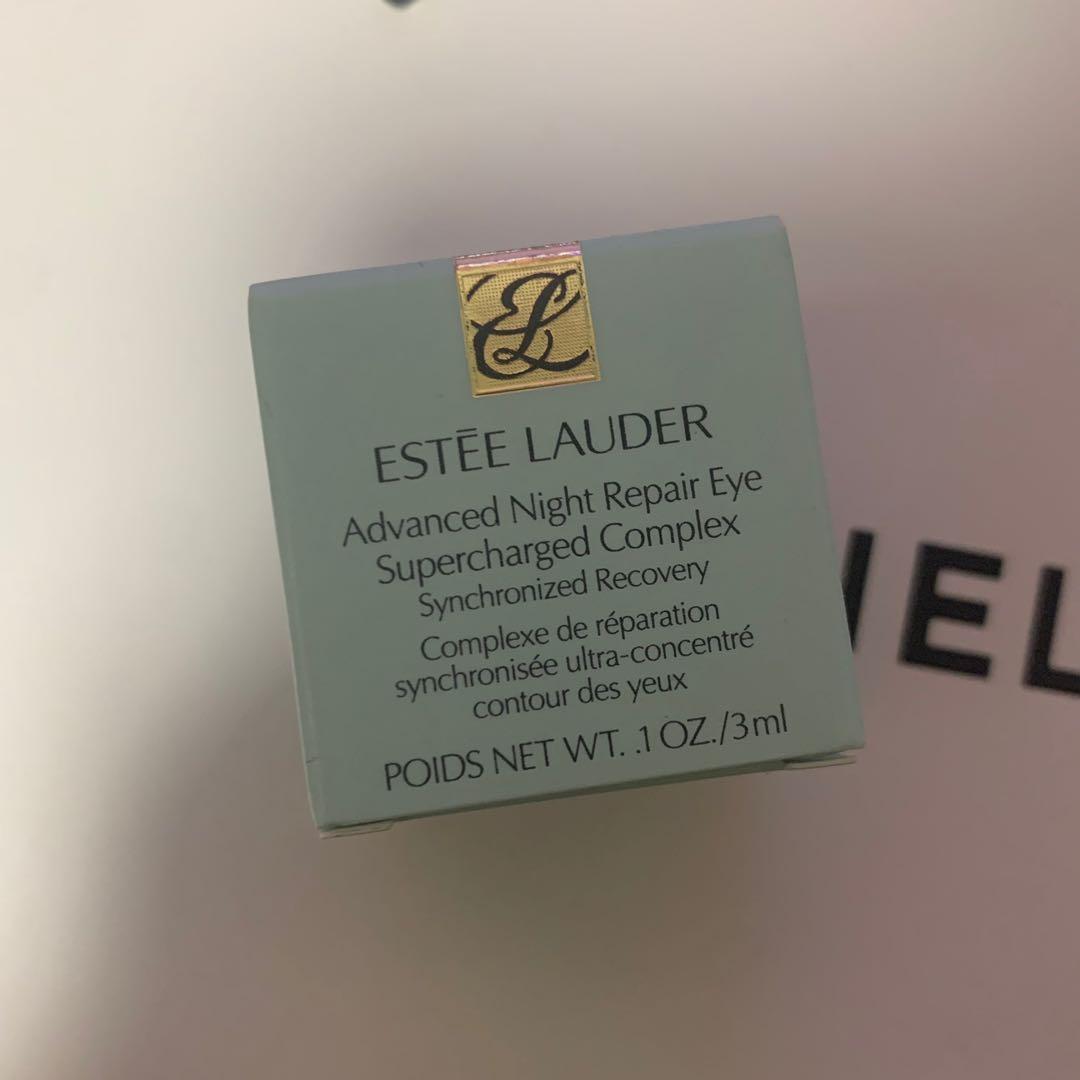 EL
ESTĒE LAUDER
Advanced Night Repair Eye
Supercharged Complex
Synchronized Recovery
Complexe de réparation
synchronisée ultra-concentré
contour des yeux
POIDS NET WT. .1 OZ./3ml